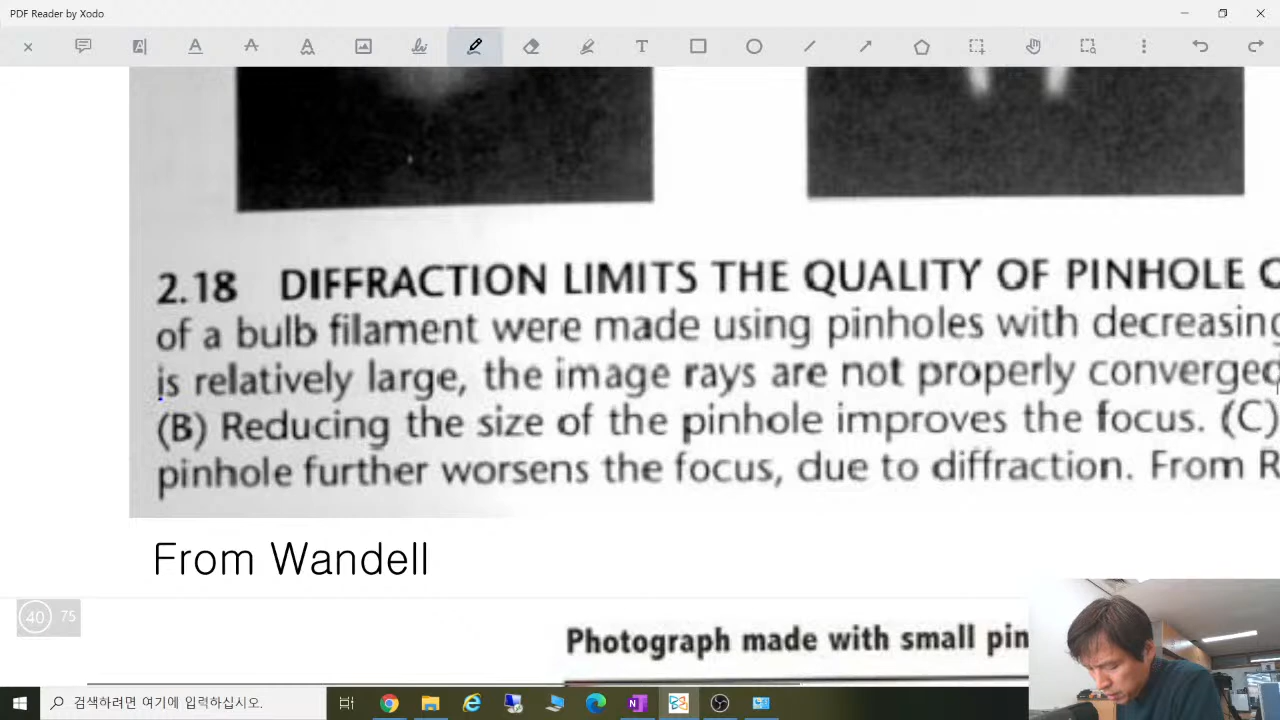 PDF Reader by Xodo
T
2.18 DIFFRACTION LIMITS THE QUALITY OF PINHOLE
of a bulb filament were made using pinholes with decreasing
is relatively large, the image rays are not properly converged
(B) Reducing the size of the pinhole improves the focus. (C)
pinhole further worsens the focus, due to diffraction. From R
From Wandell
40 75
Photograph made with small pin
검색하려면 여기에 입력하십시오.